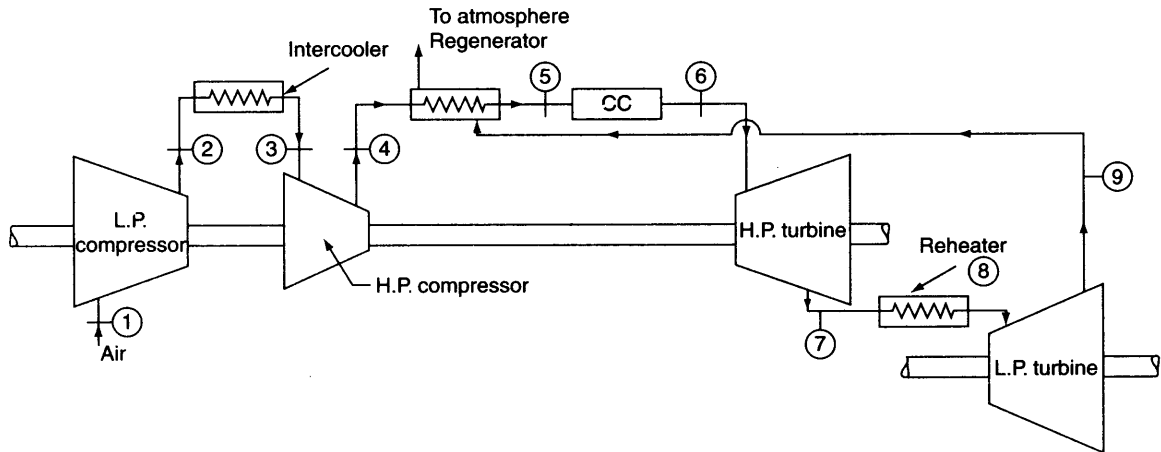 To atmosphere
Regenerator
Intercooler
5
6
CC
2
3
4
9
L.P.
compressor
H.P. turbine
Reheater
8
H.P. compressor
1
Air
7
L.P. turbine